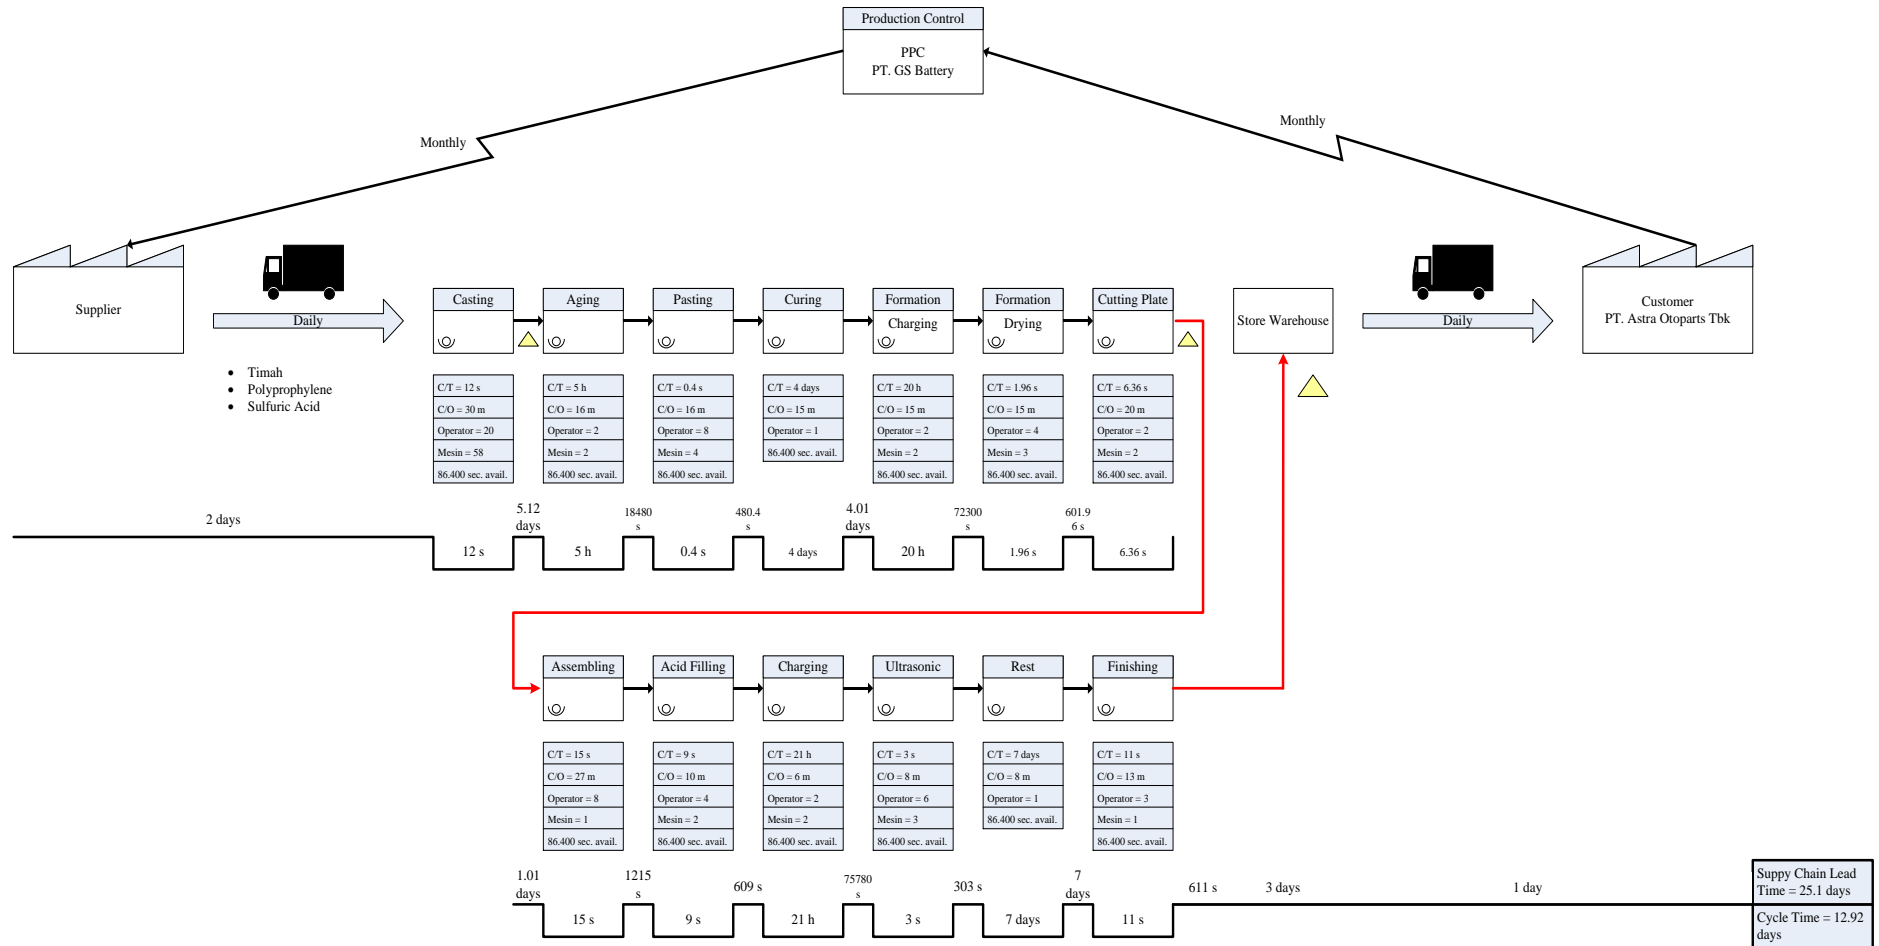 Production Control
PPC
PT. GS Battery
Monthly
Monthly
Supplier
Daily
• Timah
• Polyprophylene
• Sulfuric Acid
Casting
Aging
Pasting
Curing
Formation
Charging
Formation
Drying
Cutting Plate
Store Warehouse
Daily
Customer
PT. Astra Otoparts Tbk
C/T = 12 s
C/O = 30 m
Operator = 20
Mesin = 58
86.400 sec. avail.
C/T = 5 h
C/O = 16 m
Operator = 2
Mesin = 2
86.400 sec. avail.
C/T = 0.4 s
C/O = 16 m
Operator = 8
Mesin = 4
86.400 sec. avail.
C/T = 4 days
C/O = 15 m
Operator = 1
86.400 sec. avail.
C/T = 20 h
C/O = 15 m
Operator = 2
Mesin = 2
86.400 sec. avail.
C/T = 1.96 s
C/O = 15 m
Operator = 4
Mesin = 3
86.400 sec. avail.
C/T = 6.36 s
C/O = 20 m
Operator = 2
Mesin = 2
86.400 sec. avail.
2 days
12 s
5.12
days
5 h
18480
s
0.4 s
480.4
s
4 days
4.01
days
20 h
72300
s
1.96 s
601.9
6 s
6.36 s
Assembling
Acid Filling
Charging
Ultrasonic
Rest
Finishing
C/T = 15 s
C/O = 27 m
Operator = 8
Mesin = 1
86.400 sec. avail.
C/T = 9 s
C/O = 10 m
Operator = 4
Mesin = 2
86.400 sec. avail.
C/T = 21 h
C/O = 6 m
Operator = 2
Mesin = 2
86.400 sec. avail.
C/T = 3 s
C/O = 8 m
Operator = 6
Mesin = 3
86.400 sec. avail.
C/T = 7 days
C/O = 8 m
Operator = 1
86.400 sec. avail.
C/T = 11 s
C/O = 13 m
Operator = 3
Mesin = 1
86.400 sec. avail.
1.01
days
15 s
1215
s
9 s
609 s
21 h
75780
s
3 s
303 s
7 days
7
days
11 s
611 s
3 days
1 day
Suppy Chain Lead
Time = 25.1 days
Cycle Time = 12.92
days